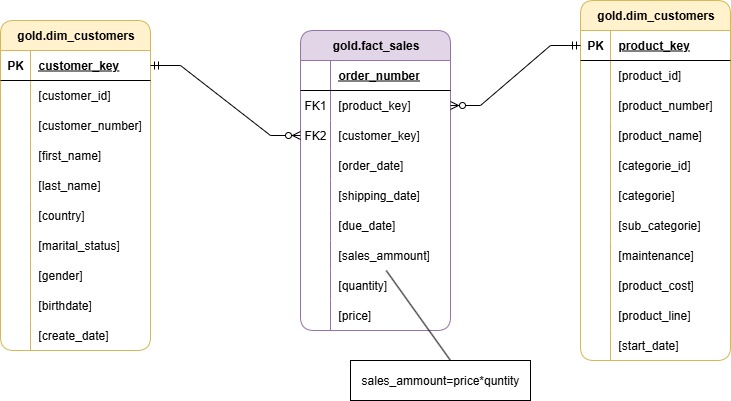 gold.dim_customers
PK customer_key
[customer_id]
[customer_number]
[first_name]
[last_name]
[country]
[marital_status]
[gender]
[birthdate]
[create_date]
gold.fact_sales
order_number
FK1 [product_key]
FK2 [customer_key]
[order_date]
[shipping_date]
[due_date]
[sales_ammount]
[quantity]
[price]
sales_ammount=price*quntity
gold.dim_customers
PK product_key
[product_id]
[product_number]
[product_name]
[categorie_id]
[categorie]
[sub_categorie]
[maintenance]
[product_cost]
[product_line]
[start_date]